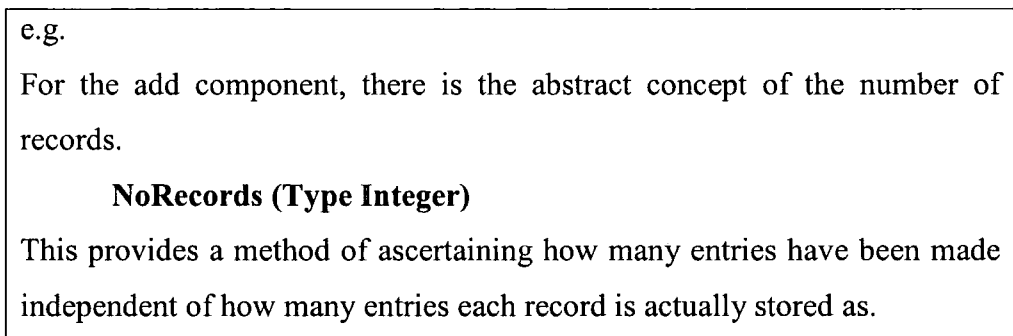 e.g.
For the add component, there is the abstract concept of the number of
records.
NoRecords (Type Integer)
This provides a method of ascertaining how many entries have been made
independent of how many entries each record is actually stored as.